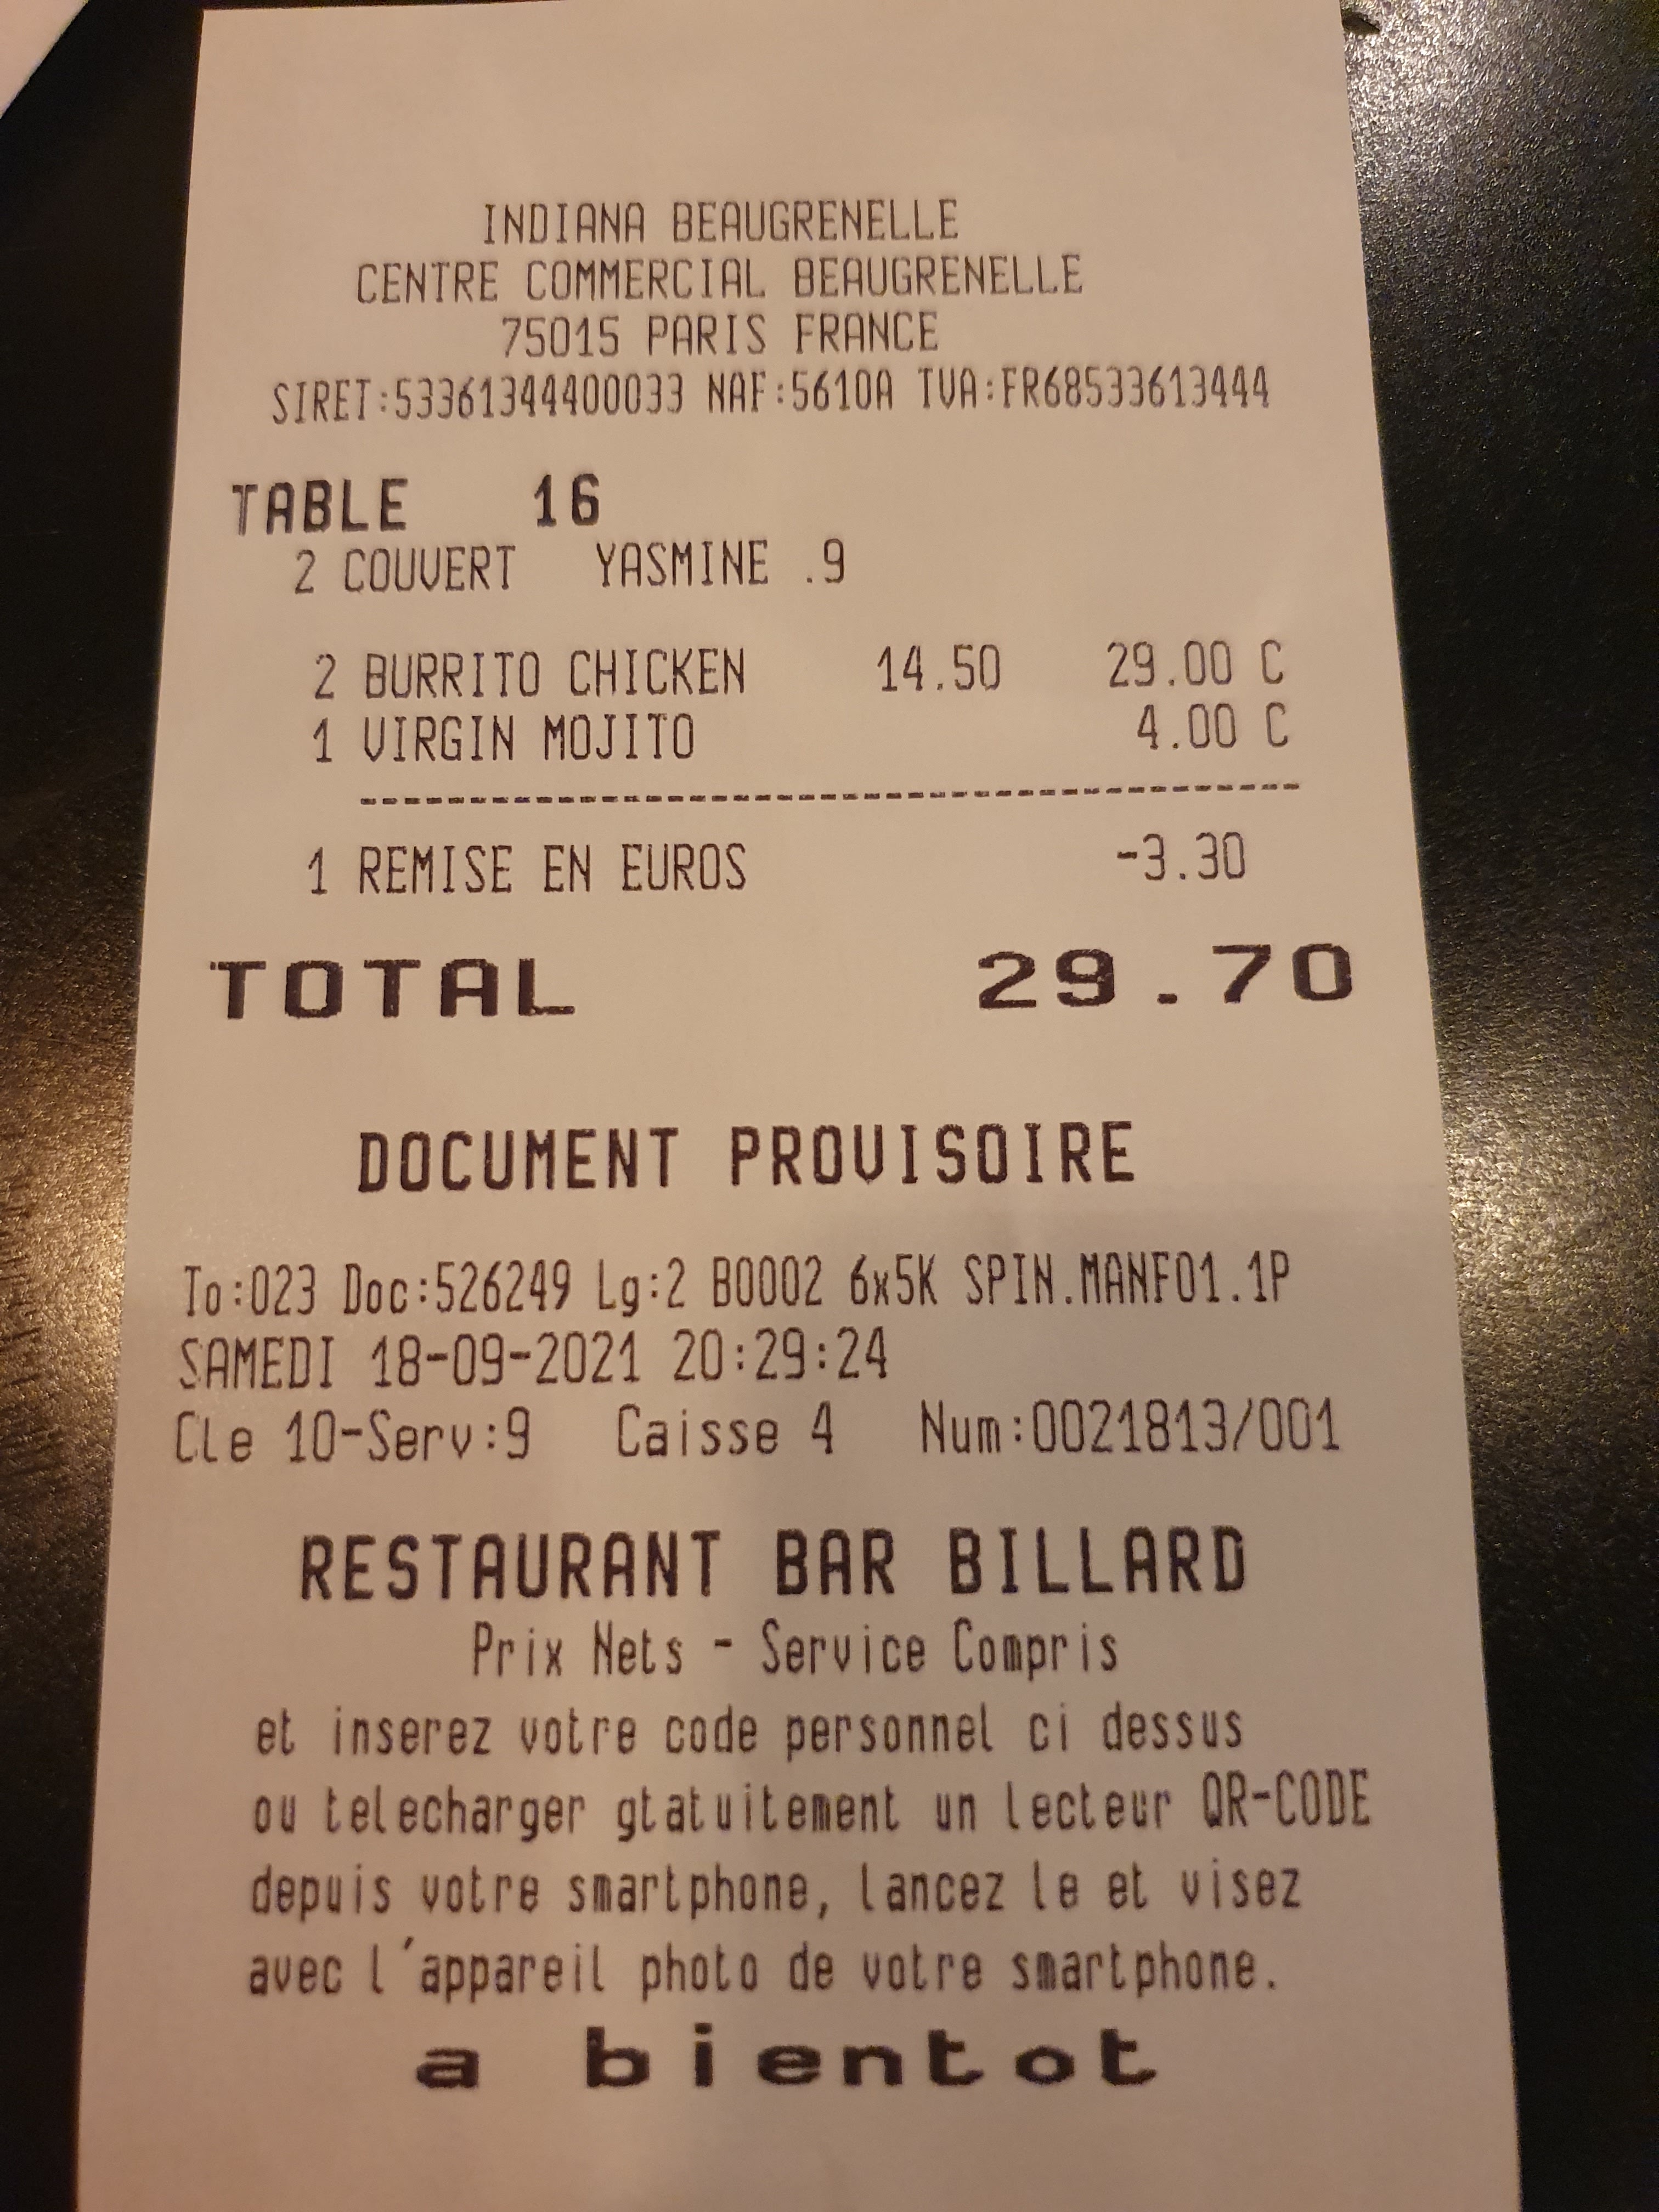 INDIANA BEAUGRENELLE
CENTRE COMMERCIAL BEAUGRENELLE
75015 PARIS FRANCE
SIRET:53361344400033 NAF:5610A TVA:FR68533613444
TABLE 16
2 COUVERT YASMINE .9
2 BURRITO CHICKEN 14.50 29.00 C
1 VIRGIN MOJITO 4.00 C
--------------------------------------
1 REMISE EN EUROS -3.30
TOTAL 29.70
DOCUMENT PROVISOIRE
To:023 Doc:526249 Lg:2 B0002 6x5K SPIN.MANF01.1P
SAMEDI 18-09-2021 20:29:24
Cle 10-Serv:9 Caisse 4 Num:0021813/001
RESTAURANT BAR BILLARD
Prix Nets - Service Compris
et inserez votre code personnel ci dessus
ou telecharger gtatuitement un lecteur QR-CODE
depuis votre smartphone, lancez le et visez
avec l'appareil photo de votre smartphone.
a bientot